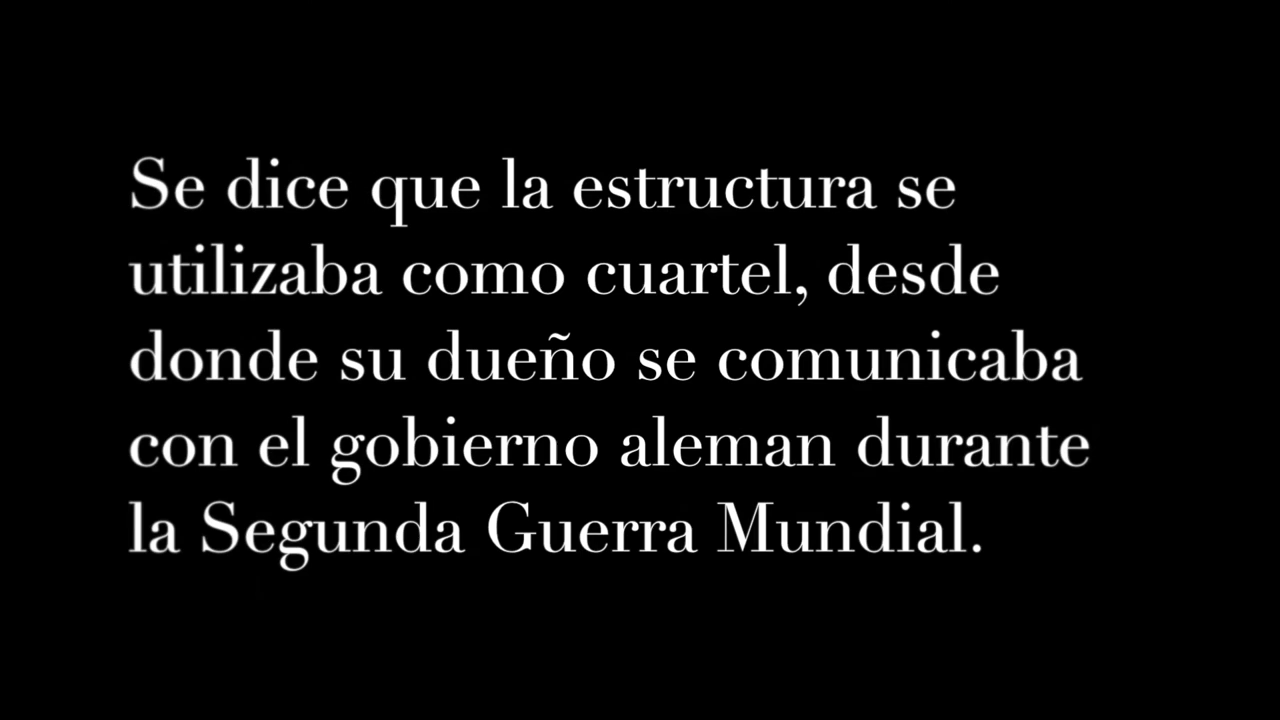 Se dice que la estructura se
utilizaba como cuartel, desde
donde su dueño se comunicaba
con el gobierno aleman durante
la Segunda Guerra Mundial.